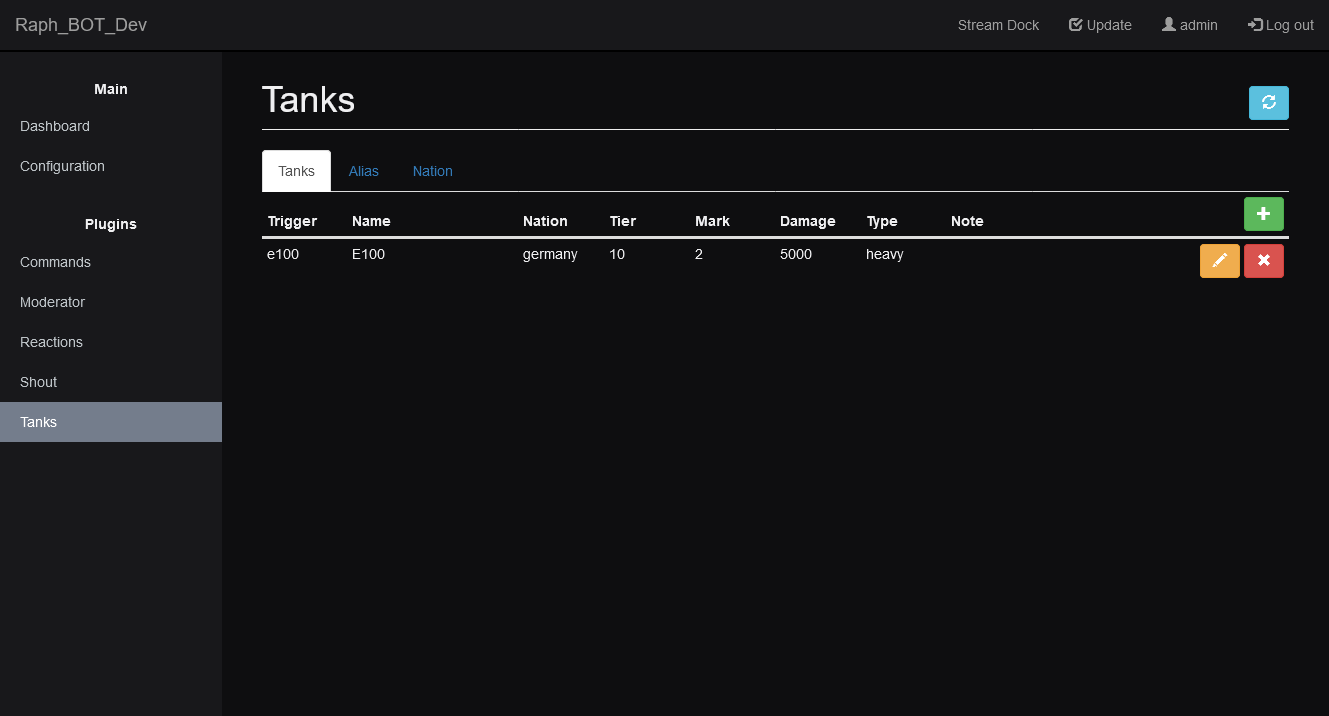 Raph_BOT_Dev Stream Dock Update admin Log out
Main
Dashboard
Configuration
Plugins
Commands
Moderator
Reactions
Shout
Tanks
Tanks
Tanks Alias Nation
Trigger Name Nation Tier Mark Damage Type Note
e100 E100 germany 10 2 5000 heavy